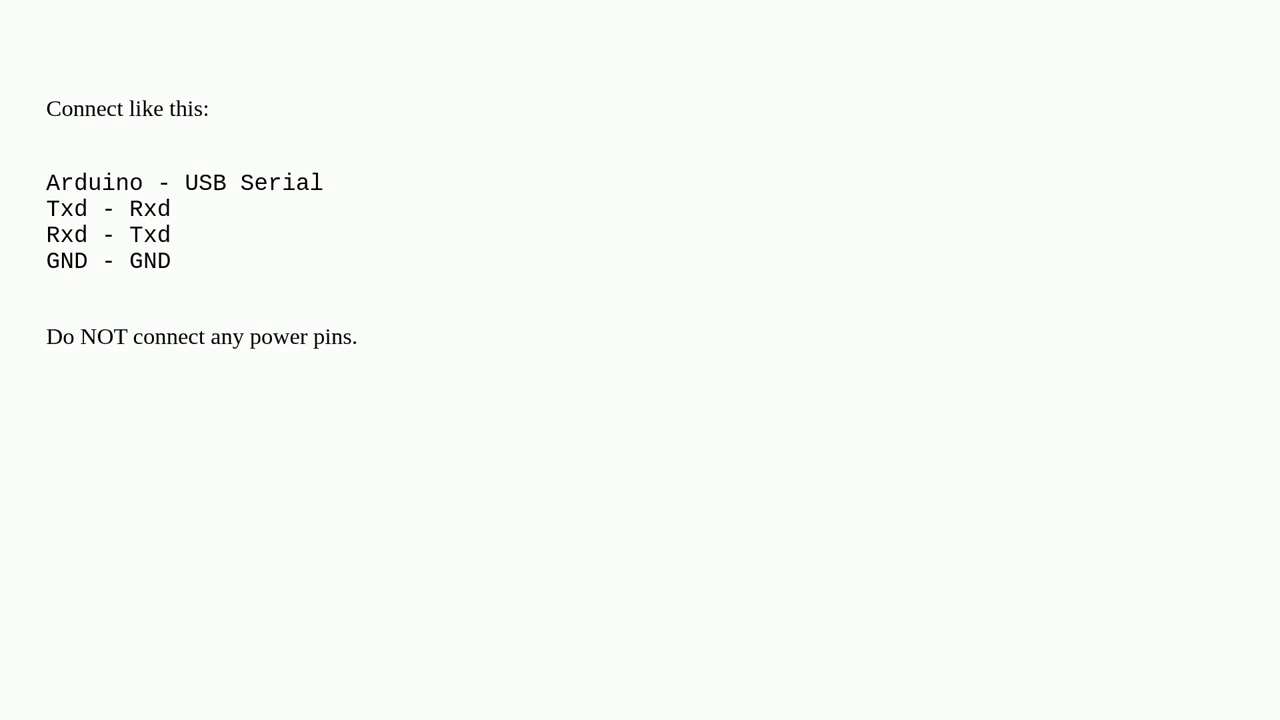 Connect like this:
Arduino - USB Serial
Txd - Rxd
Rxd - Txd
GND - GND
Do NOT connect any power pins.